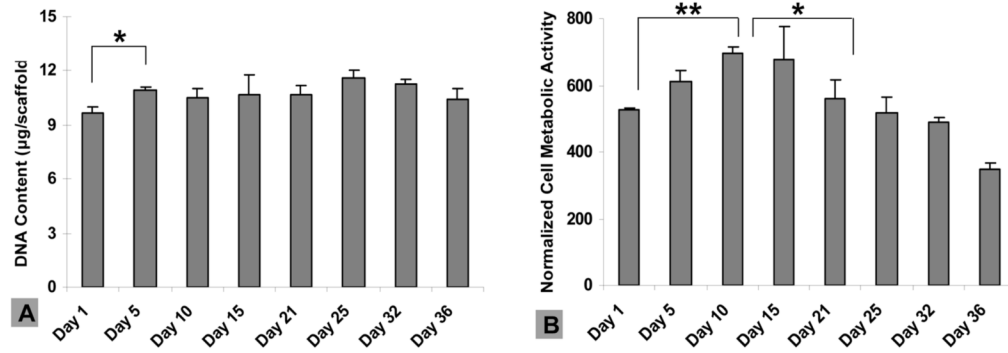 DNA Content (µg/scaffold)
15
12
9
6
3
0
*
Day 1
Day 5
Day 10
Day 15
Day 21
Day 25
Day 32
Day 36
A
Normalized Cell Metabolic Activity
800
600
400
200
0
**
*
Day 1
Day 5
Day 10
Day 15
Day 21
Day 25
Day 32
Day 36
B